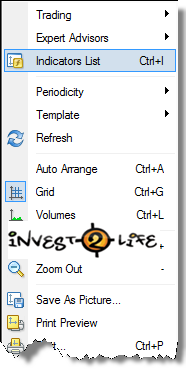 Trading
Expert Advisors
Indicators List Ctrl+I
Periodicity
Template
Refresh
Auto Arrange Ctrl+A
Grid Ctrl+G
Volumes Ctrl+L
INVEST-2-LIFE
+
Zoom Out -
Save As Picture...
Print Preview
Ctrl+P